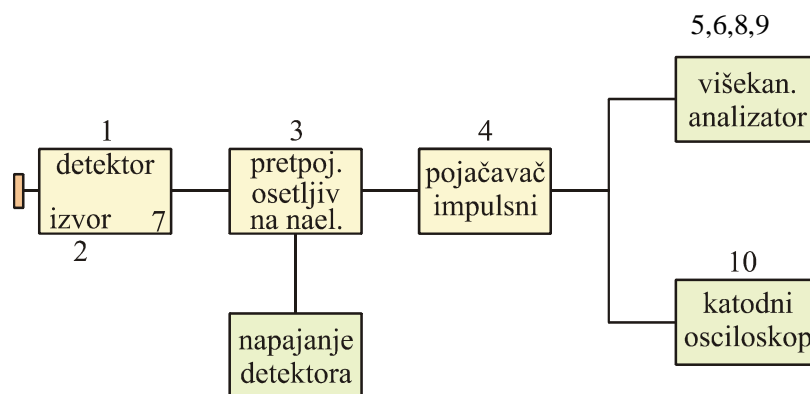 1
detektor
izvor 7
2
3
pretpoj.
osetljiv
na nael.
4
pojačavač
impulsni
5,6,8,9
višekan.
analizator
10
katodni
osciloskop
napajanje
detektora